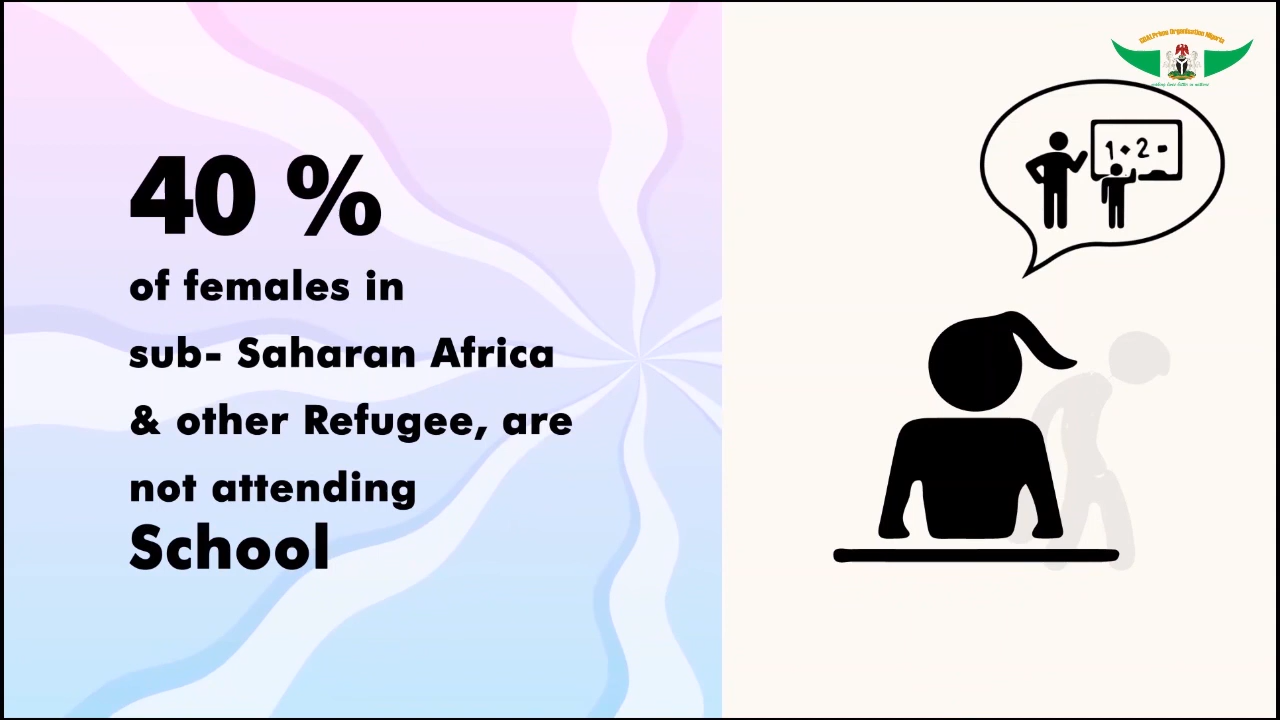 40 %
of females in
sub- Saharan Africa
& other Refugee, are
not attending
School
1 + 2 =